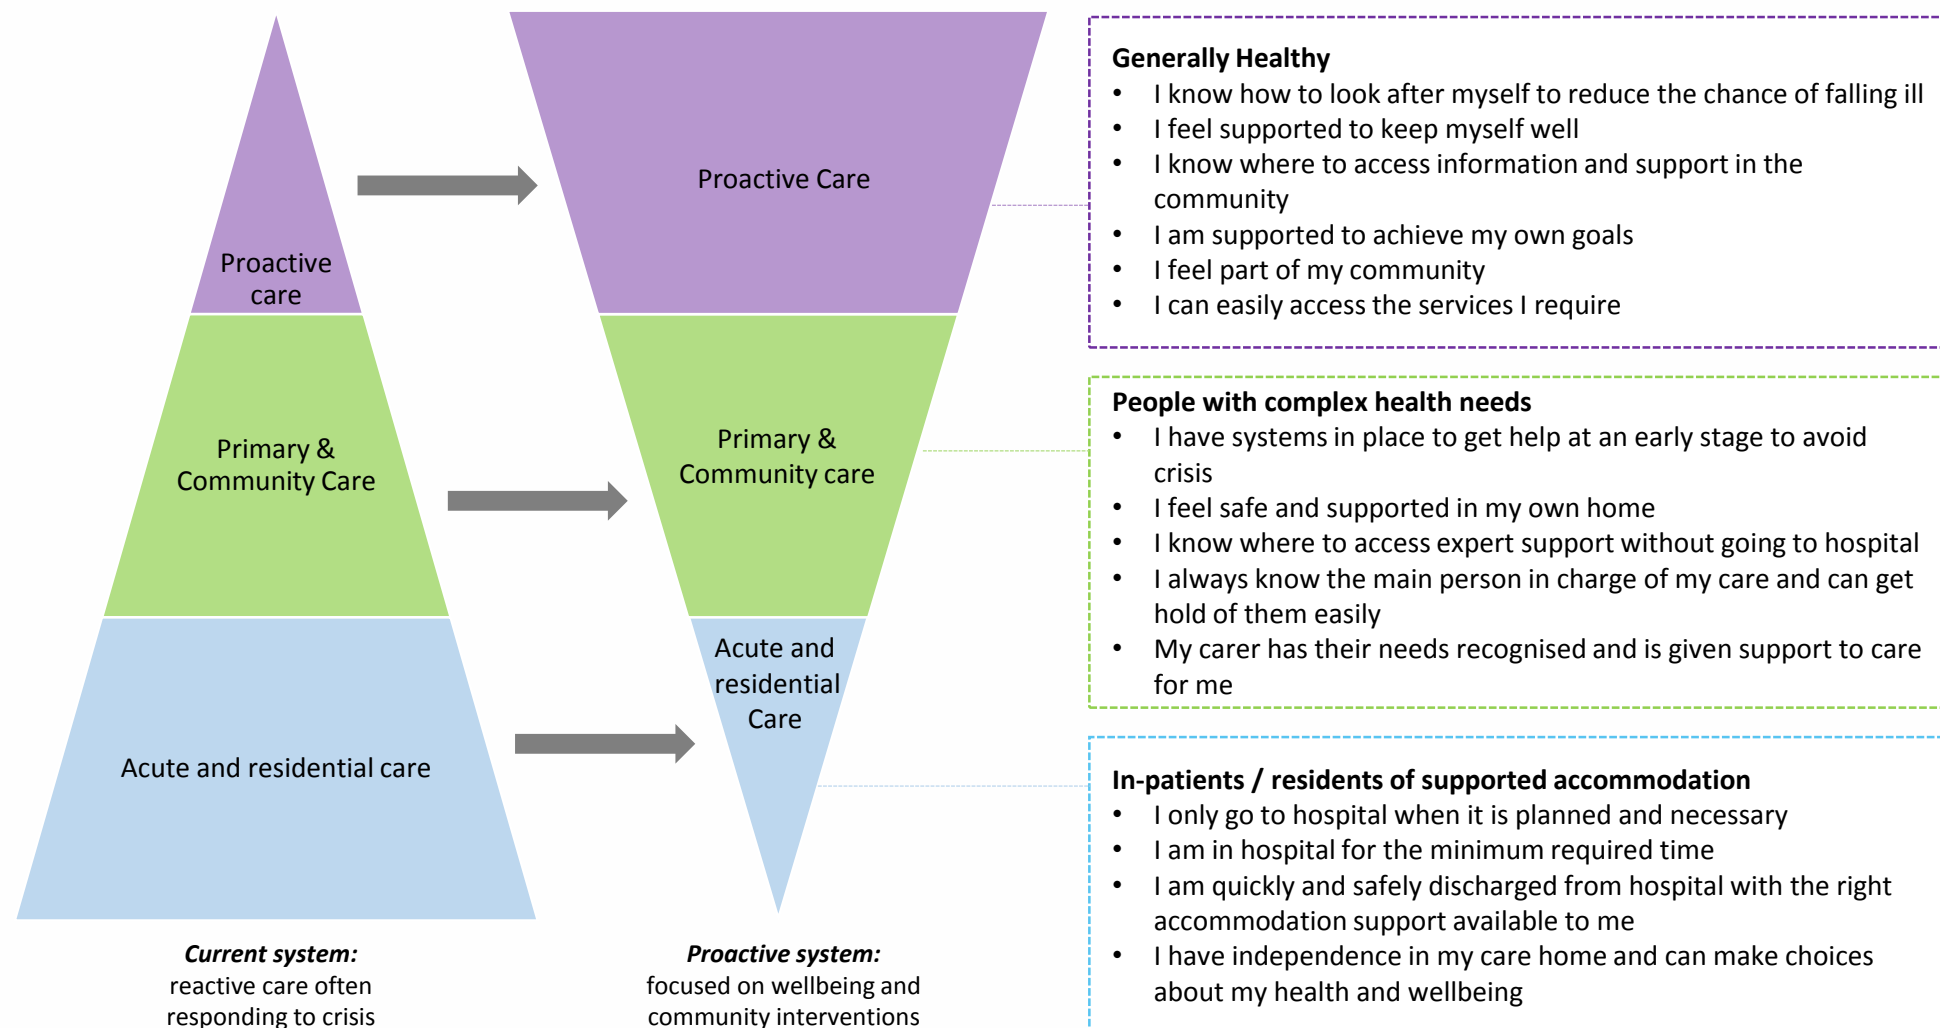 Proactive
care
Primary &
Community Care
Acute and residential care
Current system:
reactive care often
responding to crisis
Proactive Care
Primary &
Community care
Acute and
residential
Care
Proactive system:
focused on wellbeing and
community interventions
Generally Healthy
• I know how to look after myself to reduce the chance of falling ill
• I feel supported to keep myself well
• I know where to access information and support in the
community
• I am supported to achieve my own goals
• I feel part of my community
• I can easily access the services I require
People with complex health needs
• I have systems in place to get help at an early stage to avoid
crisis
• I feel safe and supported in my own home
• I know where to access expert support without going to hospital
• I always know the main person in charge of my care and can get
hold of them easily
• My carer has their needs recognised and is given support to care
for me
In-patients / residents of supported accommodation
• I only go to hospital when it is planned and necessary
• I am in hospital for the minimum required time
• I am quickly and safely discharged from hospital with the right
accommodation support available to me
• I have independence in my care home and can make choices
about my health and wellbeing